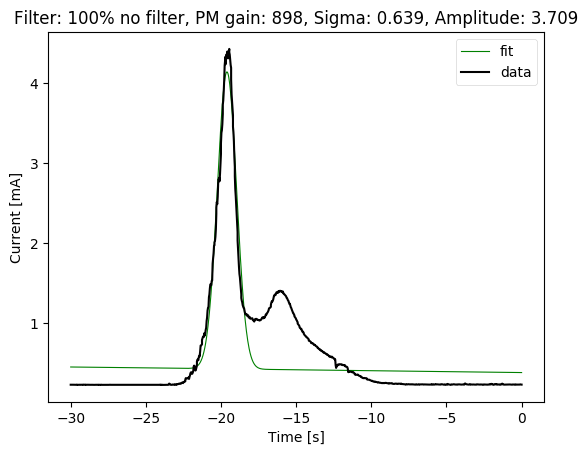 Filter: 100% no filter, PM gain: 898, Sigma: 0.639, Amplitude: 3.709
fit
data
Current [mA]
4
3
2
1
−30 −25 −20 −15 −10 −5 0
Time [s]